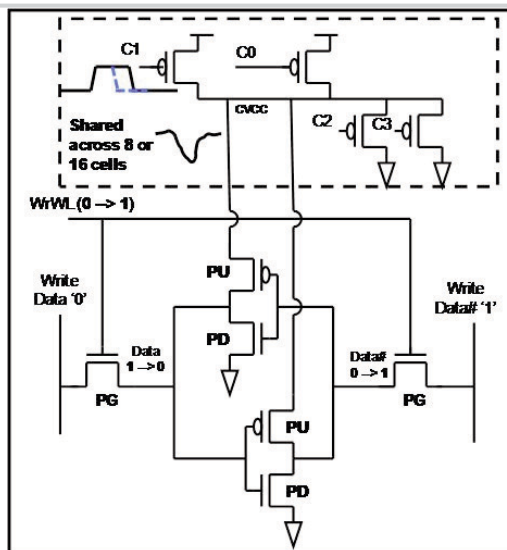 C1
C0
CVCC
C2
C3
Shared
across 8 or
16 cells
WrWL(0 -> 1)
Write
Data '0'
PU
Write
Data# '1'
PD
Data
1 -> 0
Data#
0 -> 1
PG
PG
PU
PD